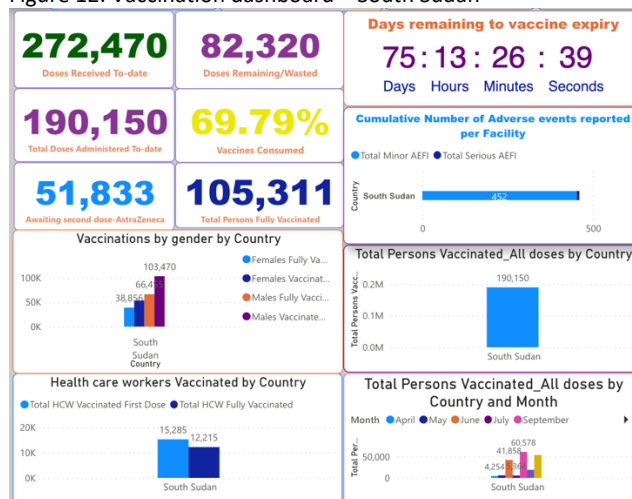 Figure 12: Vaccination dashboard – South Sudan
272,470
Doses Received To-date
82,320
Doses Remaining/Wasted
Days remaining to vaccine expiry
75:13:26:39
Days Hours Minutes Seconds
190,150
Total Doses Administered To-date
69.79%
Vaccines Consumed
Cumulative Number of Adverse events reported
per Facility
Total Minor AEFI Total Serious AEFI
Country
South Sudan
452
0 500
51,833
Awaiting second dose-AstraZeneca
105,311
Total Persons Fully Vaccinated
Vaccinations by gender by Country
100K
50K
0K
38,856
103,470
South
Sudan
Country
Females Fully Va...
Females Vaccinat...
Males Fully Vacci...
Males Vaccinate...
Total Persons Vaccinated_All doses by Country
Total Persons Vacc...
0.2M
0.1M
0.0M
190,150
South Sudan
Health care workers Vaccinated by Country
Total HCW Vaccinated First Dose Total HCW Fully Vaccinated
20K
10K
0K
15,285
12,215
South Sudan
Total Persons Vaccinated_All doses by
Country and Month
Month April May June July September
Total Per...
50,000
0
4,254
41,858
60,578
South Sudan